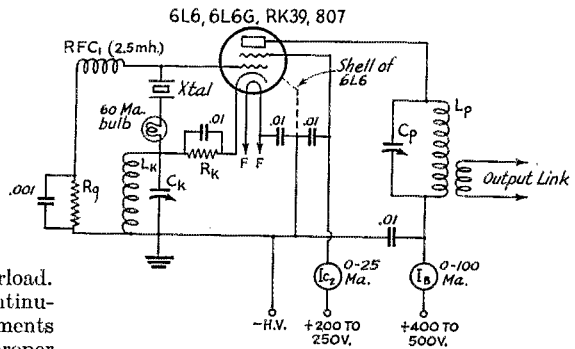 6L6, 6L6G, RK39, 807
RFC1 (2.5mh.)
Shell of
6L6
Xtal
60 Ma.
bulb
.01
.01
.01
Lp
Cp
Lk
Rk
F F
Ck
.001
Rg
Output Link
.01
0-25
Ma.
Ic2
0-100
Ma.
IB
-H.V.
+200 TO
250V.
+400 TO
500V.
rload.
ntinu-
ments
roper